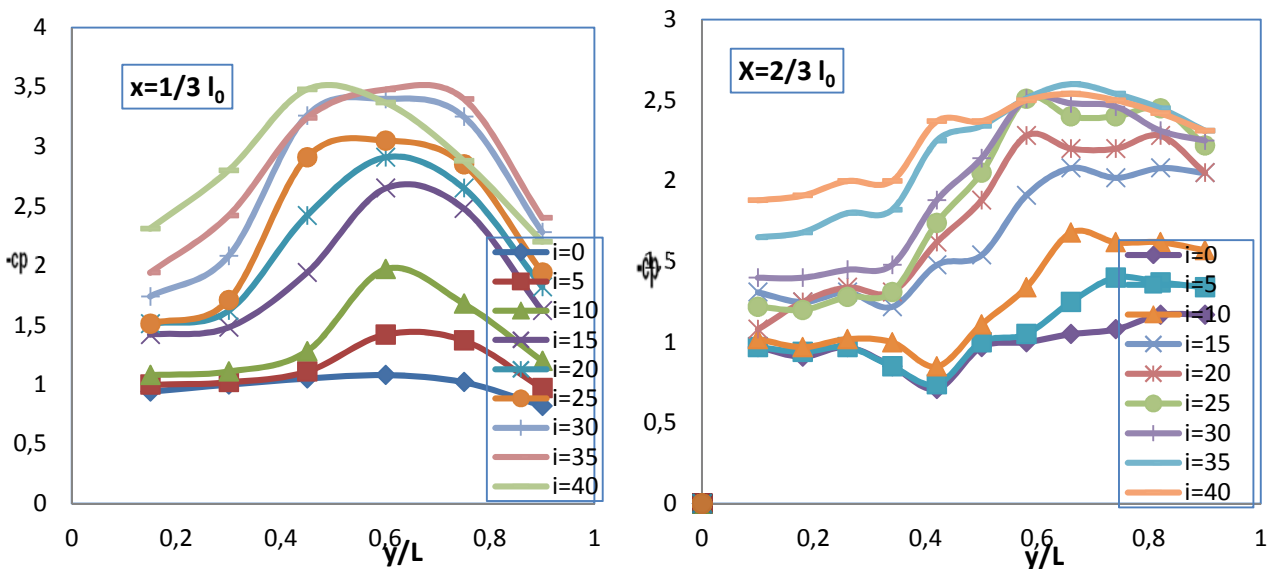 4
3,5
3
2,5
2
1,5
1
0,5
0
-cp
x=1/3 l0
i=0
i=5
i=10
i=15
i=20
i=25
i=30
i=35
i=40
0 0,2 0,4 0,6 0,8 1
y/L
3
2,5
2
1
0,5
0
X=2/3 l0
i=0
i=5
i=10
i=15
i=20
i=25
i=30
i=35
i=40
0 0,2 0,4 0,6 0,8 1
y/L